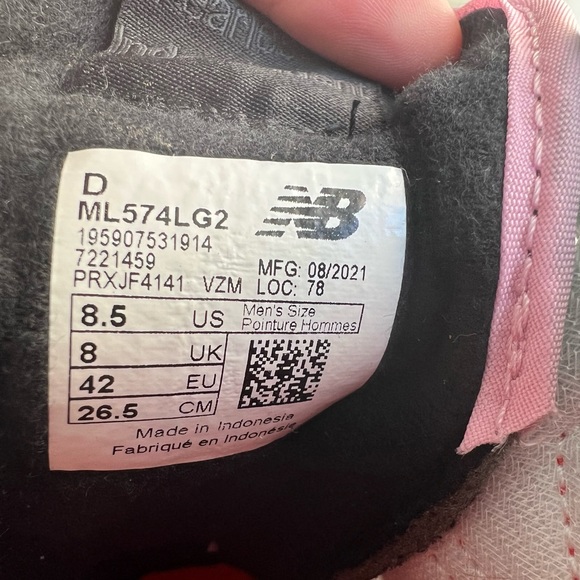 D
ML574LG2
NB
195907531914
7221459
PRXJF4141 VZM
MFG: 08/2021
LOC: 78
8.5 US Men's Size
Pointure Hommes
8 UK
42 EU
26.5 CM
Made in Indonesia
Fabriqué en Indonésie